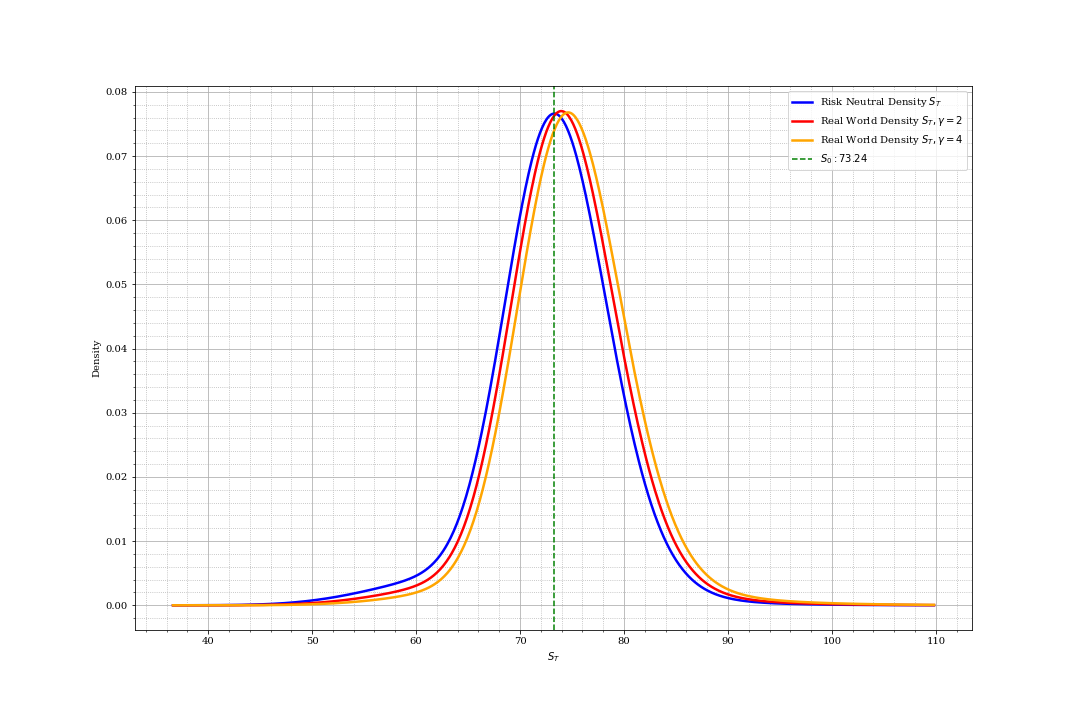 Risk Neutral Density S_T
Real World Density S_T, γ = 2
Real World Density S_T, γ = 4
S_0 : 73.24
0.08
0.07
0.06
0.05
0.04
0.03
0.02
0.01
0.00
Density
40 50 60 70 80 90 100 110
S_T